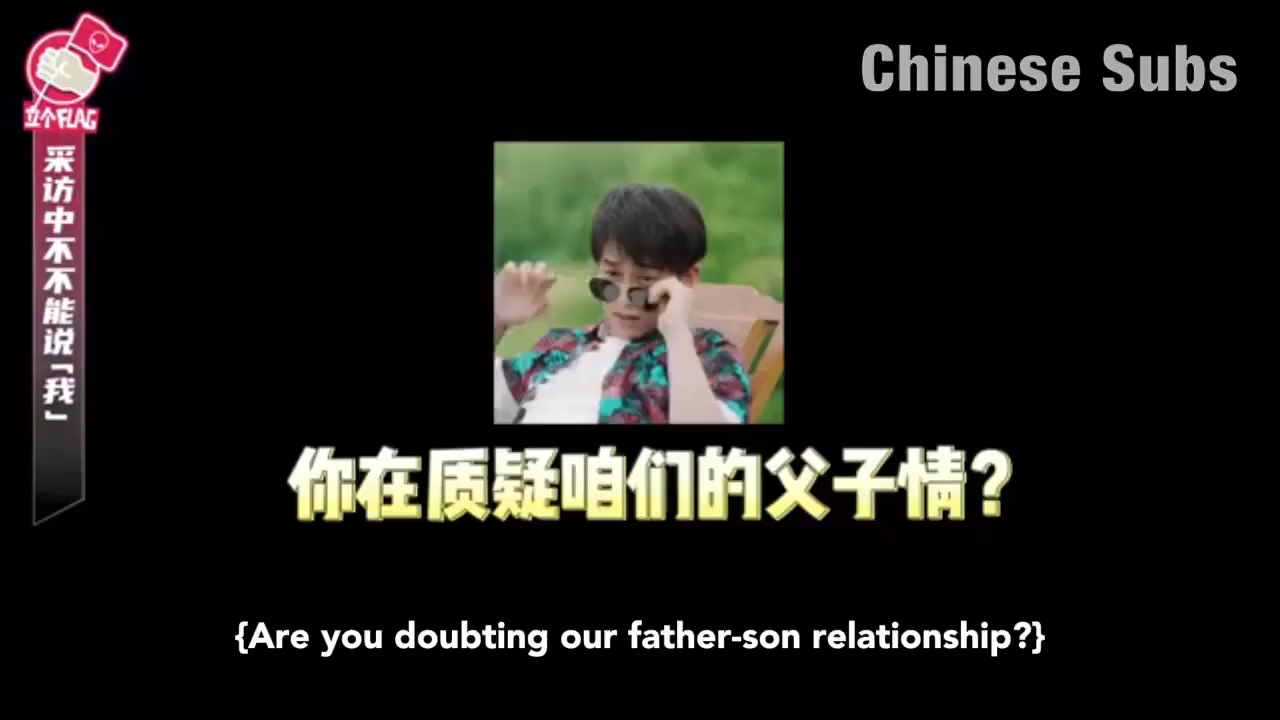 Chinese Subs
立个FLAG
采访中不不能说「我」
你在质疑咱们的父子情?
{Are you doubting our father-son relationship?}